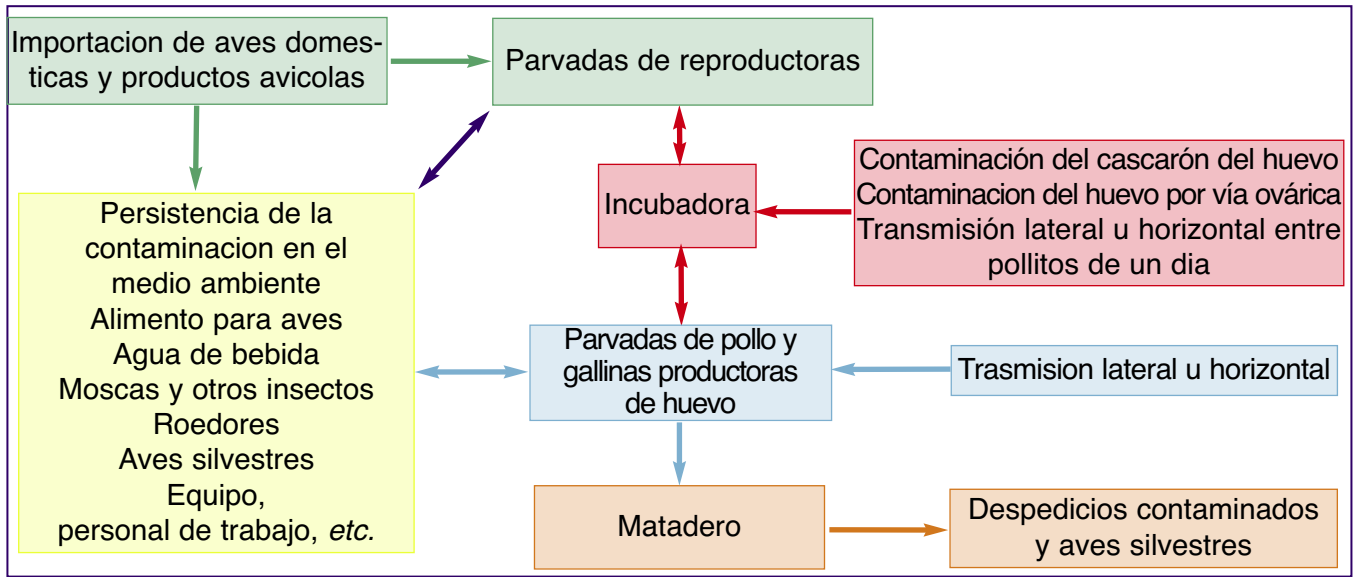 Importacion de aves domes-
ticas y productos avicolas
Parvadas de reproductoras
Contaminación del cascarón del huevo
Contaminacion del huevo por vía ovárica
Transmisión lateral u horizontal entre
pollitos de un dia
Incubadora
Persistencia de la
contaminacion en el
medio ambiente
Alimento para aves
Agua de bebida
Moscas y otros insectos
Roedores
Aves silvestres
Equipo,
personal de trabajo, etc.
Parvadas de pollo y
gallinas productoras
de huevo
Trasmision lateral u horizontal
Matadero
Despedicios contaminados
y aves silvestres